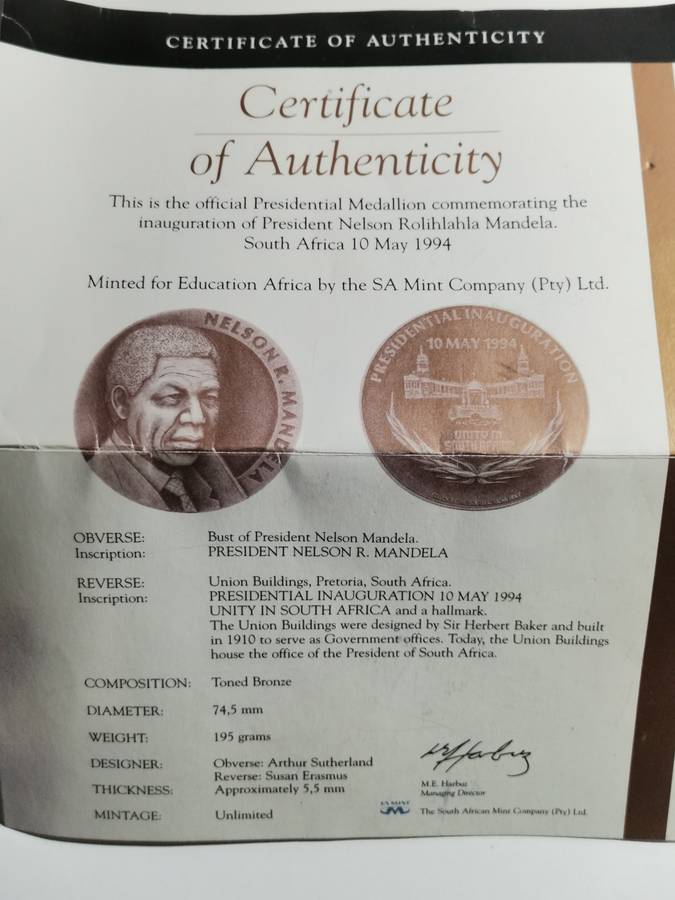 CERTIFICATE OF AUTHENTICITY
Certificate
of Authenticity
This is the official Presidential Medallion commemorating the
inauguration of President Nelson Rolihlahla Mandela.
South Africa 10 May 1994
Minted for Education Africa by the SA Mint Company (Pty) Ltd.
NELSON R. MANDELA
PRESIDENTIAL INAUGURATION
10 MAY 1994
UNITY IN
SOUTH AFRICA
OBVERSE: Bust of President Nelson Mandela.
Inscription: PRESIDENT NELSON R. MANDELA
REVERSE: Union Buildings, Pretoria, South Africa.
Inscription: PRESIDENTIAL INAUGURATION 10 MAY 1994
UNITY IN SOUTH AFRICA and a hallmark.
The Union Buildings were designed by Sir Herbert Baker and built
in 1910 to serve as Government offices. Today, the Union Buildings
house the office of the President of South Africa.
COMPOSITION: Toned Bronze
DIAMETER: 74,5 mm
WEIGHT: 195 grams
DESIGNER: Obverse: Arthur Sutherland
Reverse: Susan Erasmus
THICKNESS: Approximately 5,5 mm
MINTAGE: Unlimited
M.E. Harbuz
Managing Director
SA MINT
The South African Mint Company (Pty) Ltd.